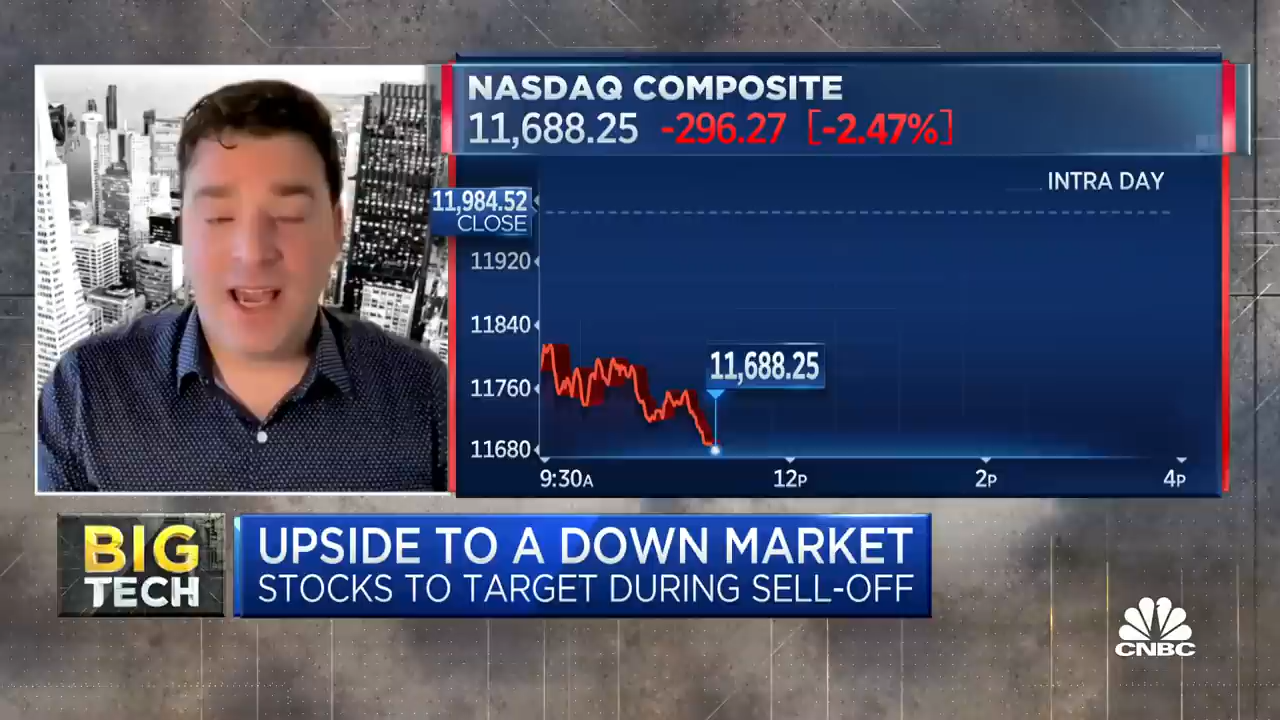 NASDAQ COMPOSITE
11,688.25 -296.27 [-2.47%]
INTRA DAY
11,984.52
CLOSE
11920
11840
11760
11680
11,688.25
9:30A 12P 2P 4P
BIG
TECH
UPSIDE TO A DOWN MARKET
STOCKS TO TARGET DURING SELL-OFF
CNBC